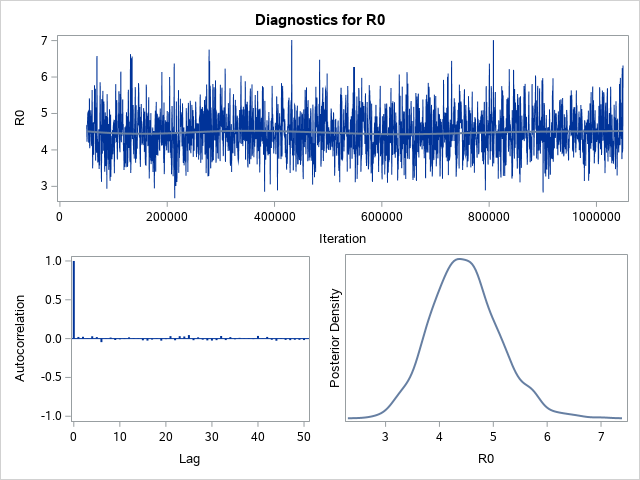 Diagnostics for R0
7
6
5
4
3
R0
0 200000 400000 600000 800000 1000000
Iteration
1.0
0.5
0.0
-0.5
-1.0
Autocorrelation
0 10 20 30 40 50
Lag
Posterior Density
3 4 5 6 7
R0